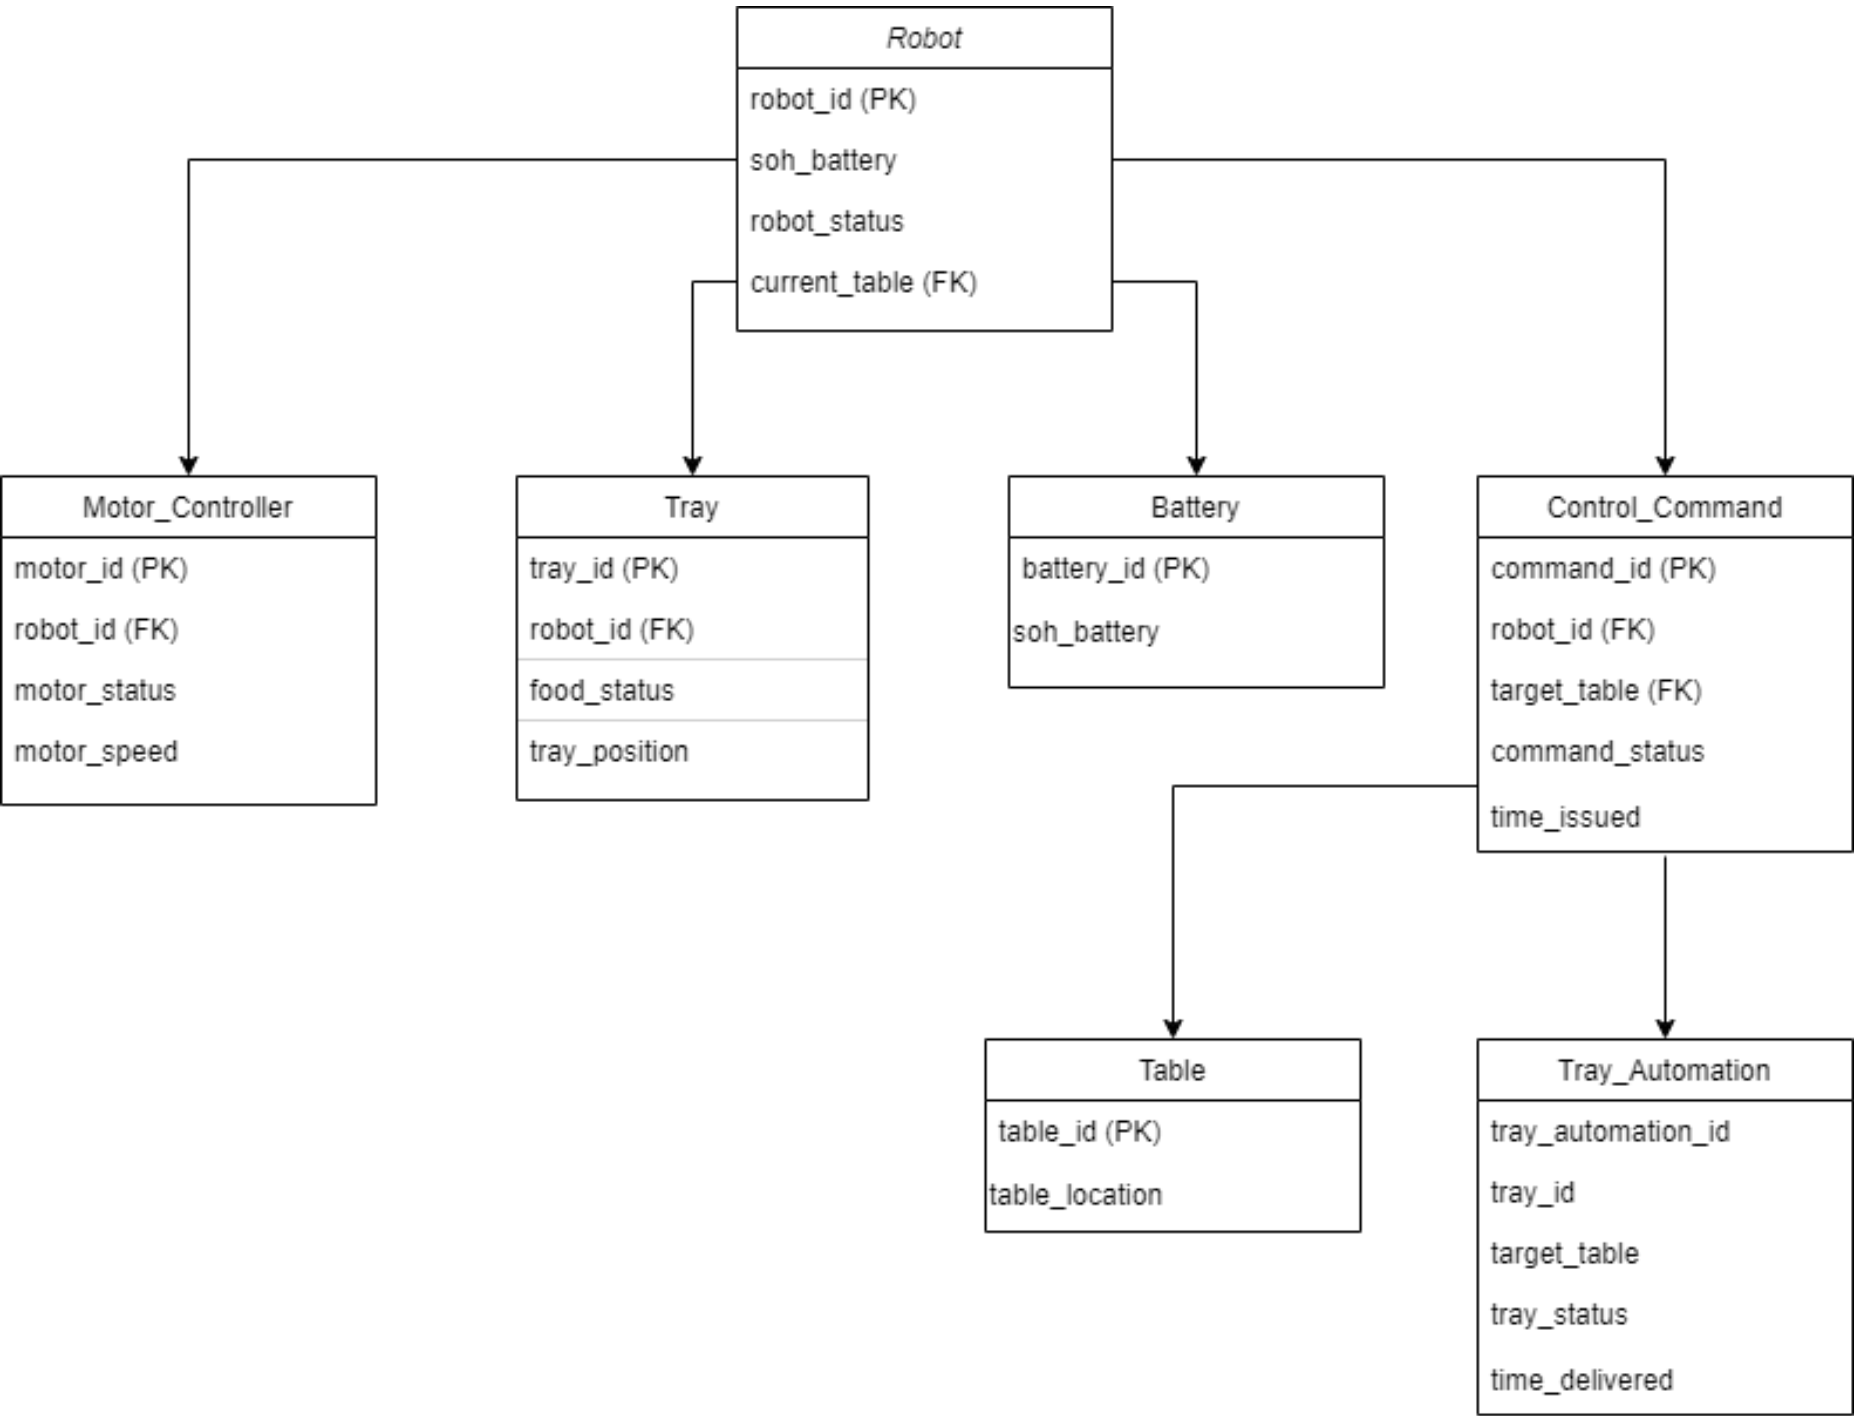 Robot
robot_id (PK)
soh_battery
robot_status
current_table (FK)
Motor_Controller
motor_id (PK)
robot_id (FK)
motor_status
motor_speed
Tray
tray_id (PK)
robot_id (FK)
food_status
tray_position
Battery
battery_id (PK)
soh_battery
Control_Command
command_id (PK)
robot_id (FK)
target_table (FK)
command_status
time_issued
Table
table_id (PK)
table_location
Tray_Automation
tray_automation_id
tray_id
target_table
tray_status
time_delivered